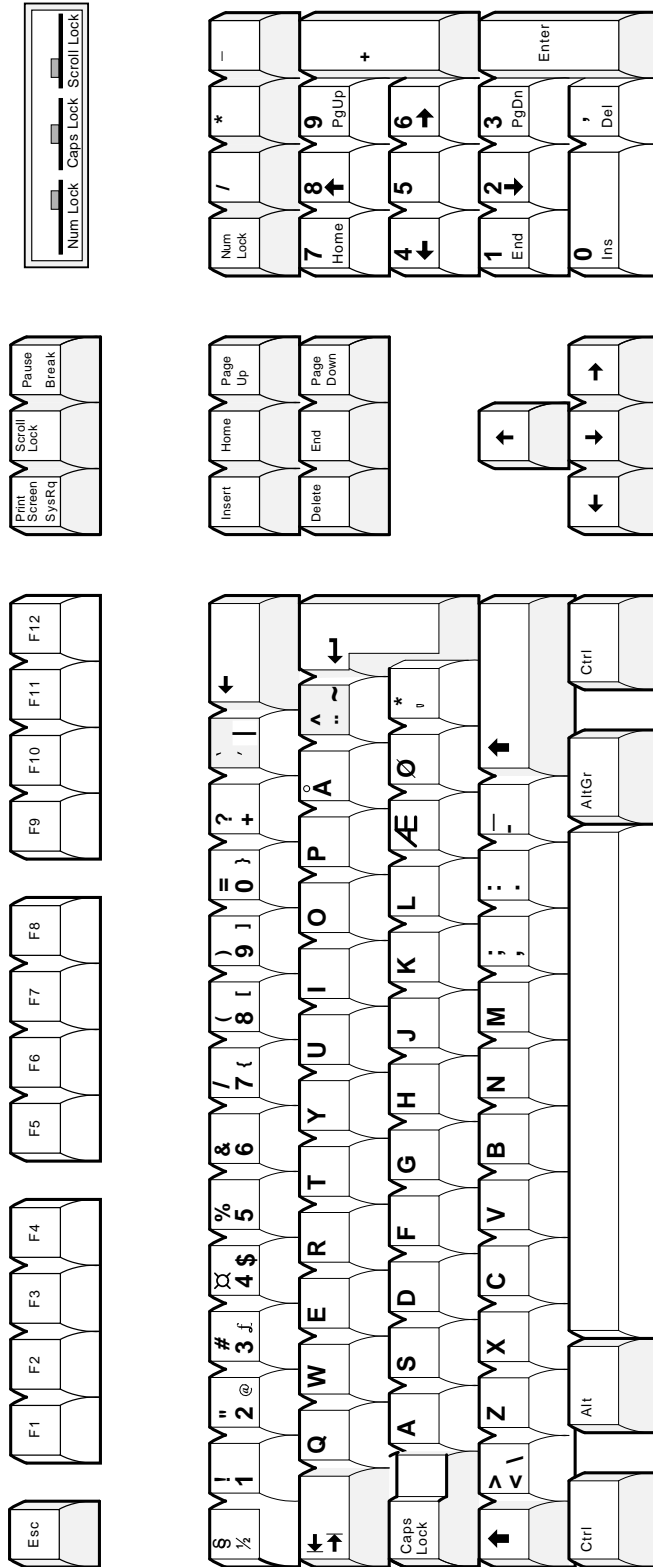 Esc
F1 F2 F3 F4
F5 F6 F7 F8
F9 F10 F11 F12
Print
Screen
SysRq
Scroll
Lock
Pause
Break
Num Lock Caps Lock Scroll Lock
§
½
!
1
"
2 @
#
3 £
¤
4 $
%
5
&
6
/
7 {
(
8 [
)
9 ]
=
0 }
?
+
`
´ |
←
Insert
Home
Page
Up
Num
Lock
/
*
–
Q W E R T Y U I O P Å
^
¨ ~
Delete
End
Page
Down
7
Home
8
↑
9
PgUp
+
Caps
Lock
A S D F G H J K L Æ Ø
*
'
4
←
5
6
→
↑
>
< \
Z X C V B N M
;
,
:
.
_
-
↑
↑
1
End
2
↓
3
PgDn
Enter
Ctrl
Alt
AltGr
Ctrl
← ↓ →
0
Ins
,
Del